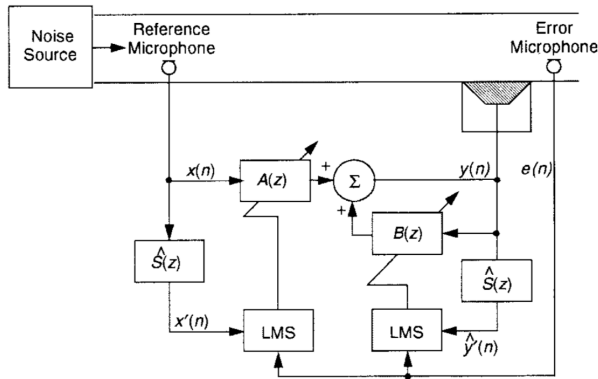 Noise
Source
Reference
Microphone
Error
Microphone
x(n)
A(z)
+
Σ
+
y(n)
e(n)
B(z)
Ŝ(z)
Ŝ(z)
x'(n)
LMS
LMS
ŷ'(n)